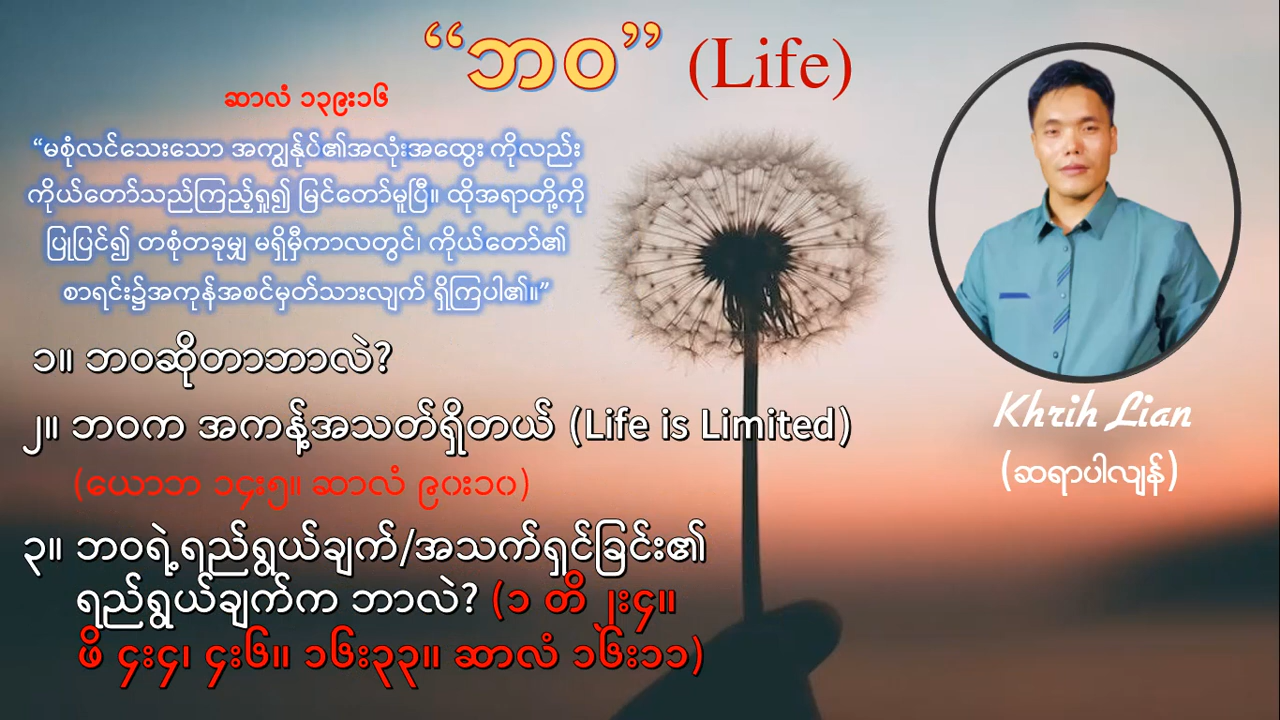 “ဘဝ” (Life)
ဆာလံ ၁၃၉း၁၆
“မစုံလင်သေးသော အကျွန်ုပ်၏အလုံးအထွေး ကိုလည်း
ကိုယ်တော်သည်ကြည့်ရှု၍ မြင်တော်မူပြီ။ ထိုအရာတို့ကို
ပြုပြင်၍ တစုံတခုမျှ မရှိမှီကာလတွင်၊ ကိုယ်တော်၏
စာရင်း၌အကုန်အစင်မှတ်သားလျက် ရှိကြပါ၏။”
၁။ ဘဝဆိုတာဘာလဲ?
၂။ ဘဝက အကန့်အသတ်ရှိတယ် (Life is Limited)
(ယောဘ ၁၄း၅။ ဆာလံ ၉၀း၁၀)
၃။ ဘဝရဲ့ရည်ရွယ်ချက်/အသက်ရှင်ခြင်း၏
ရည်ရွယ်ချက်က ဘာလဲ? (၁ တိ ၂း၄။
ဖိ ၄း၄၊ ၄း၆။ ၁၆း၃၃။ ဆာလံ ၁၆း၁၁)
Khrih Lian
(ဆရာပါလျန်)